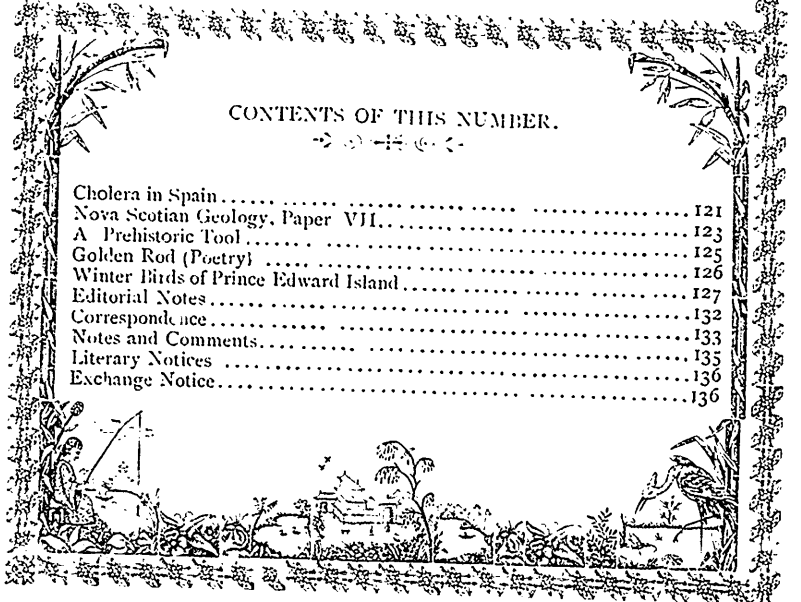 CONTENTS OF THIS NUMBER.
Cholera in Spain........................................121
Nova Scotian Geology, Paper VII........................................123
A Prehistoric Tool........................................125
Golden Rod (Poetry)........................................126
Winter Birds of Prince Edward Island........................................127
Editorial Notes........................................132
Correspondence........................................133
Notes and Comments........................................135
Literary Notices........................................136
Exchange Notice........................................136